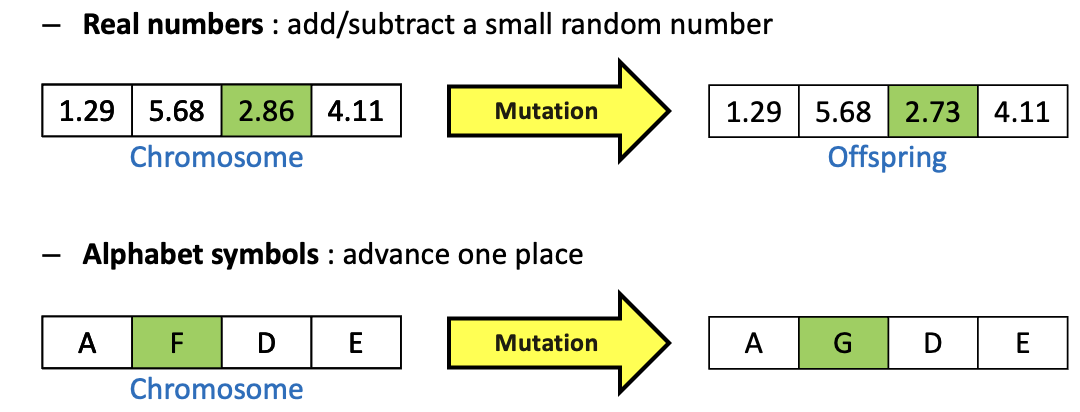 – Real numbers : add/subtract a small random number
1.29 5.68 2.86 4.11 Mutation 1.29 5.68 2.73 4.11
Chromosome Offspring
– Alphabet symbols : advance one place
A F D E Mutation A G D E
Chromosome